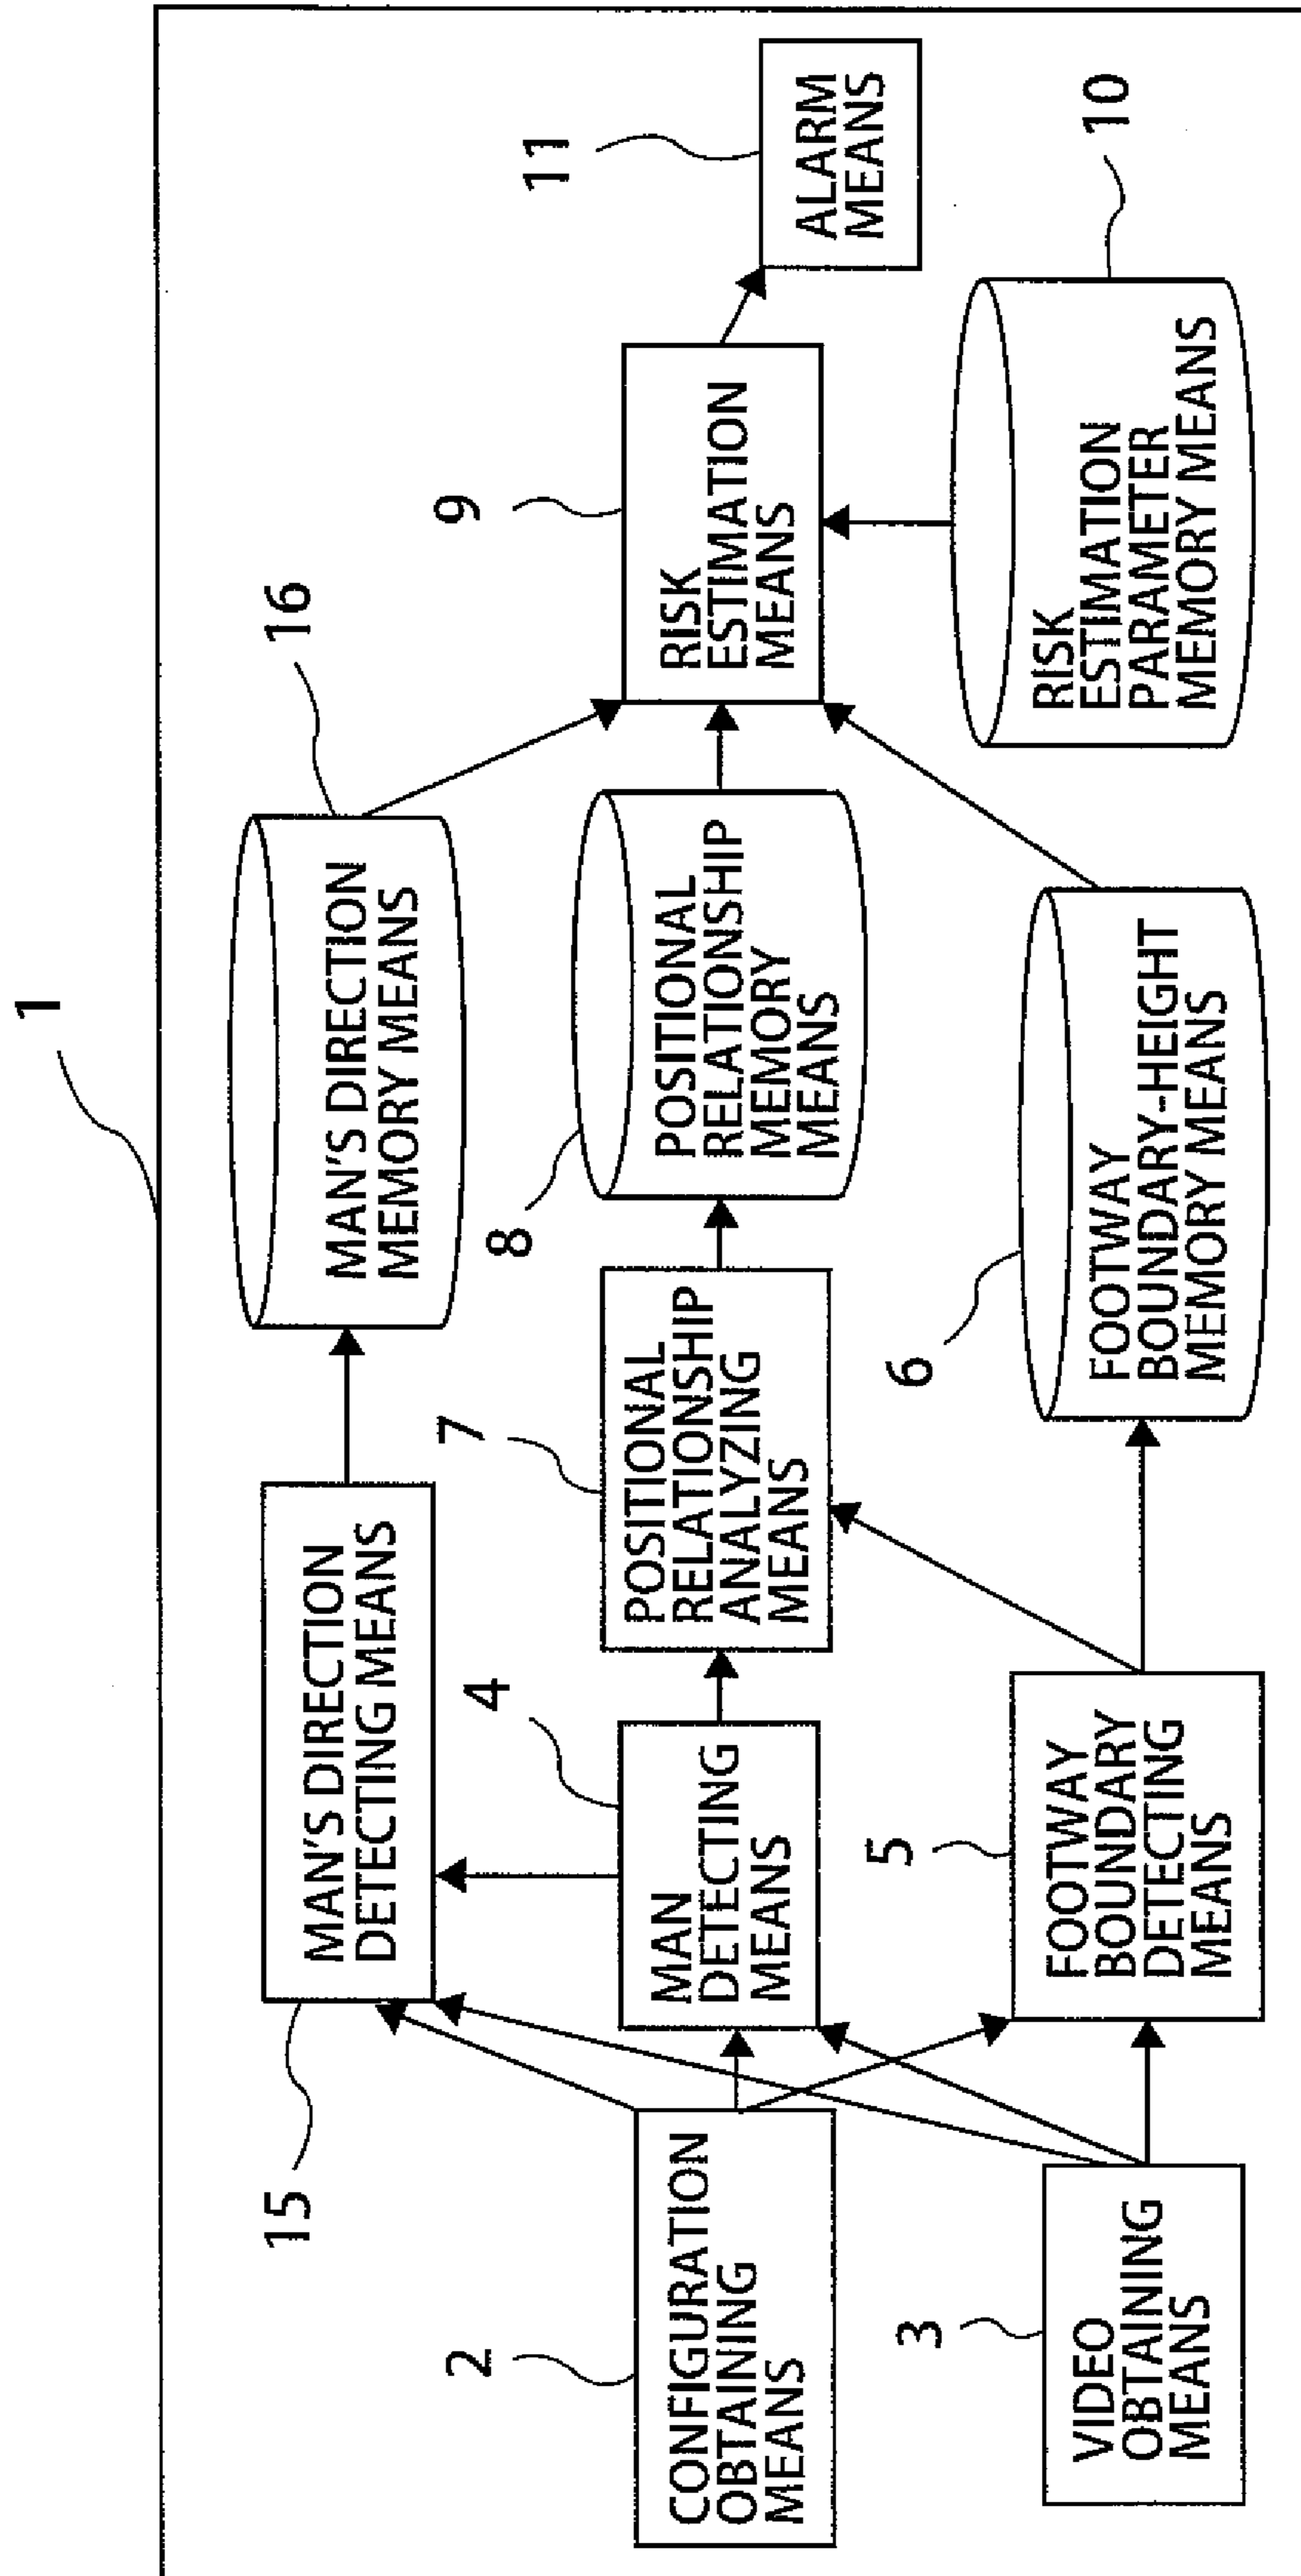 1
15
MAN'S DIRECTION
DETECTING MEANS
16
MAN'S DIRECTION
MEMORY MEANS
2
CONFIGURATION
OBTAINING
MEANS
4
MAN
DETECTING
MEANS
7
POSITIONAL
RELATIONSHIP
ANALYZING
MEANS
8
POSITIONAL
RELATIONSHIP
MEMORY
MEANS
9
RISK
ESTIMATION
MEANS
11
ALARM
MEANS
3
VIDEO
OBTAINING
MEANS
5
FOOTWAY
BOUNDARY
DETECTING
MEANS
6
FOOTWAY
BOUNDARY-HEIGHT
MEMORY MEANS
10
RISK
ESTIMATION
PARAMETER
MEMORY MEANS